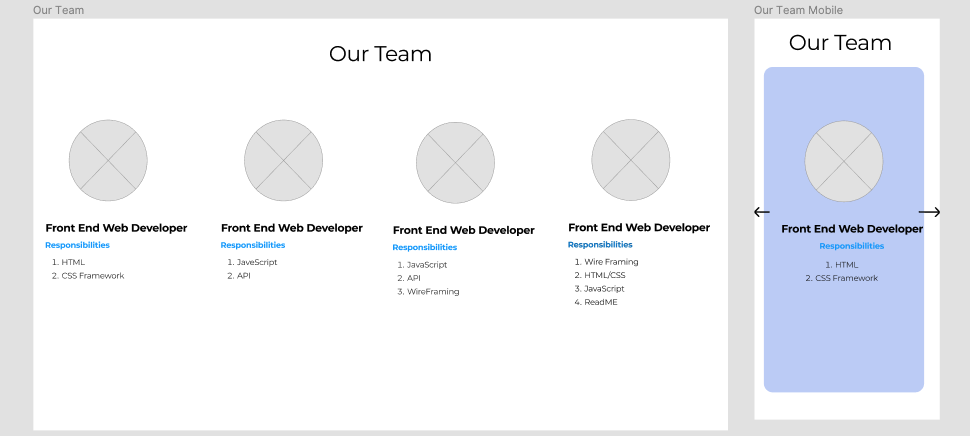 Our Team
Our Team
Front End Web Developer
Responsibilities
1. HTML
2. CSS Framework
Front End Web Developer
Responsibilities
1. JaveScript
2. API
Front End Web Developer
Responsibilities
1. JavaScript
2. API
3. WireFraming
Front End Web Developer
Responsibilities
1. Wire Framing
2. HTML/CSS
3. JavaScript
4. ReadME
Our Team Mobile
Our Team
Front End Web Developer
Responsibilities
1. HTML
2. CSS Framework